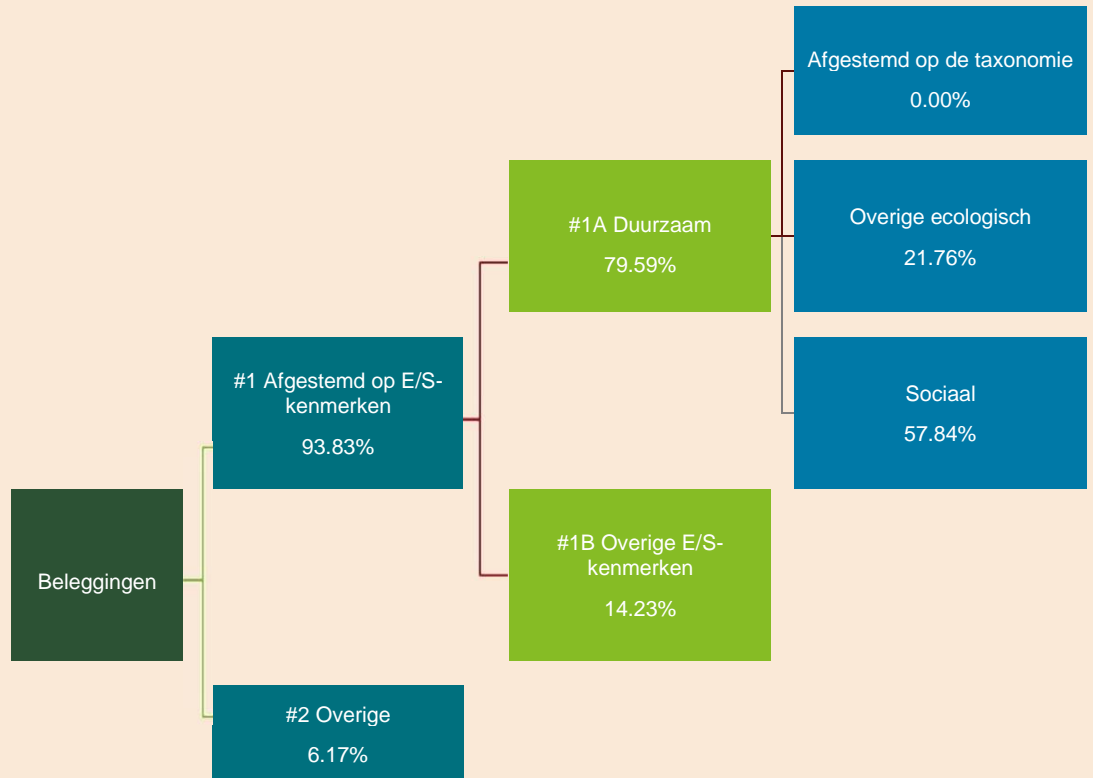 Beleggingen
#1 Afgestemd op E/S-
kenmerken
93.83%
#2 Overige
6.17%
#1A Duurzaam
79.59%
#1B Overige E/S-
kenmerken
14.23%
Afgestemd op de taxonomie
0.00%
Overige ecologisch
21.76%
Sociaal
57.84%